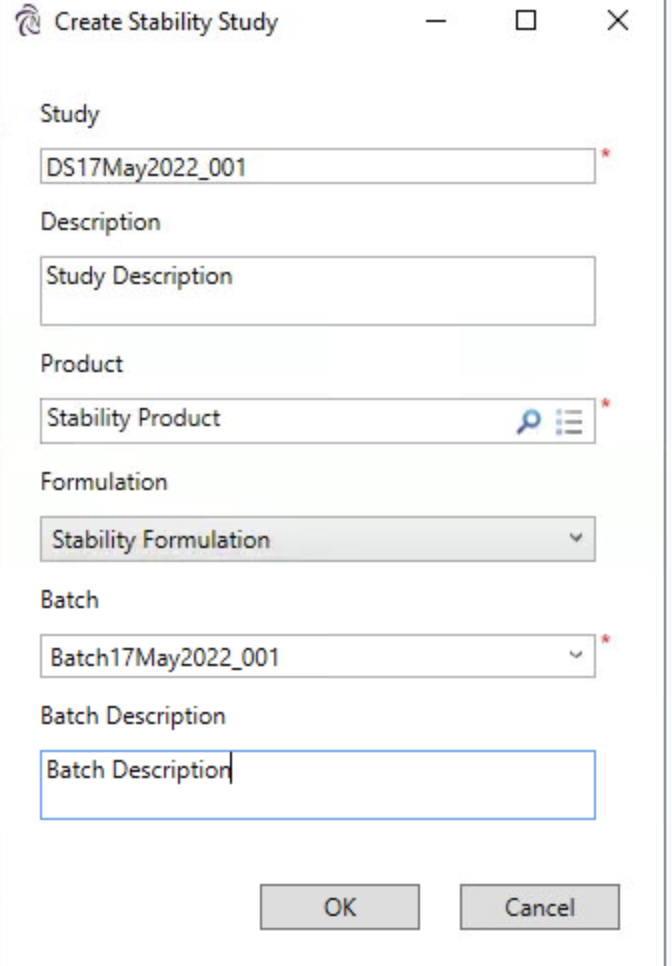 Create Stability Study
Study
DS17May2022_001
*
Description
Study Description
Product
Stability Product
*
Formulation
Stability Formulation
Batch
Batch17May2022_001
*
Batch Description
Batch Description
OK
Cancel